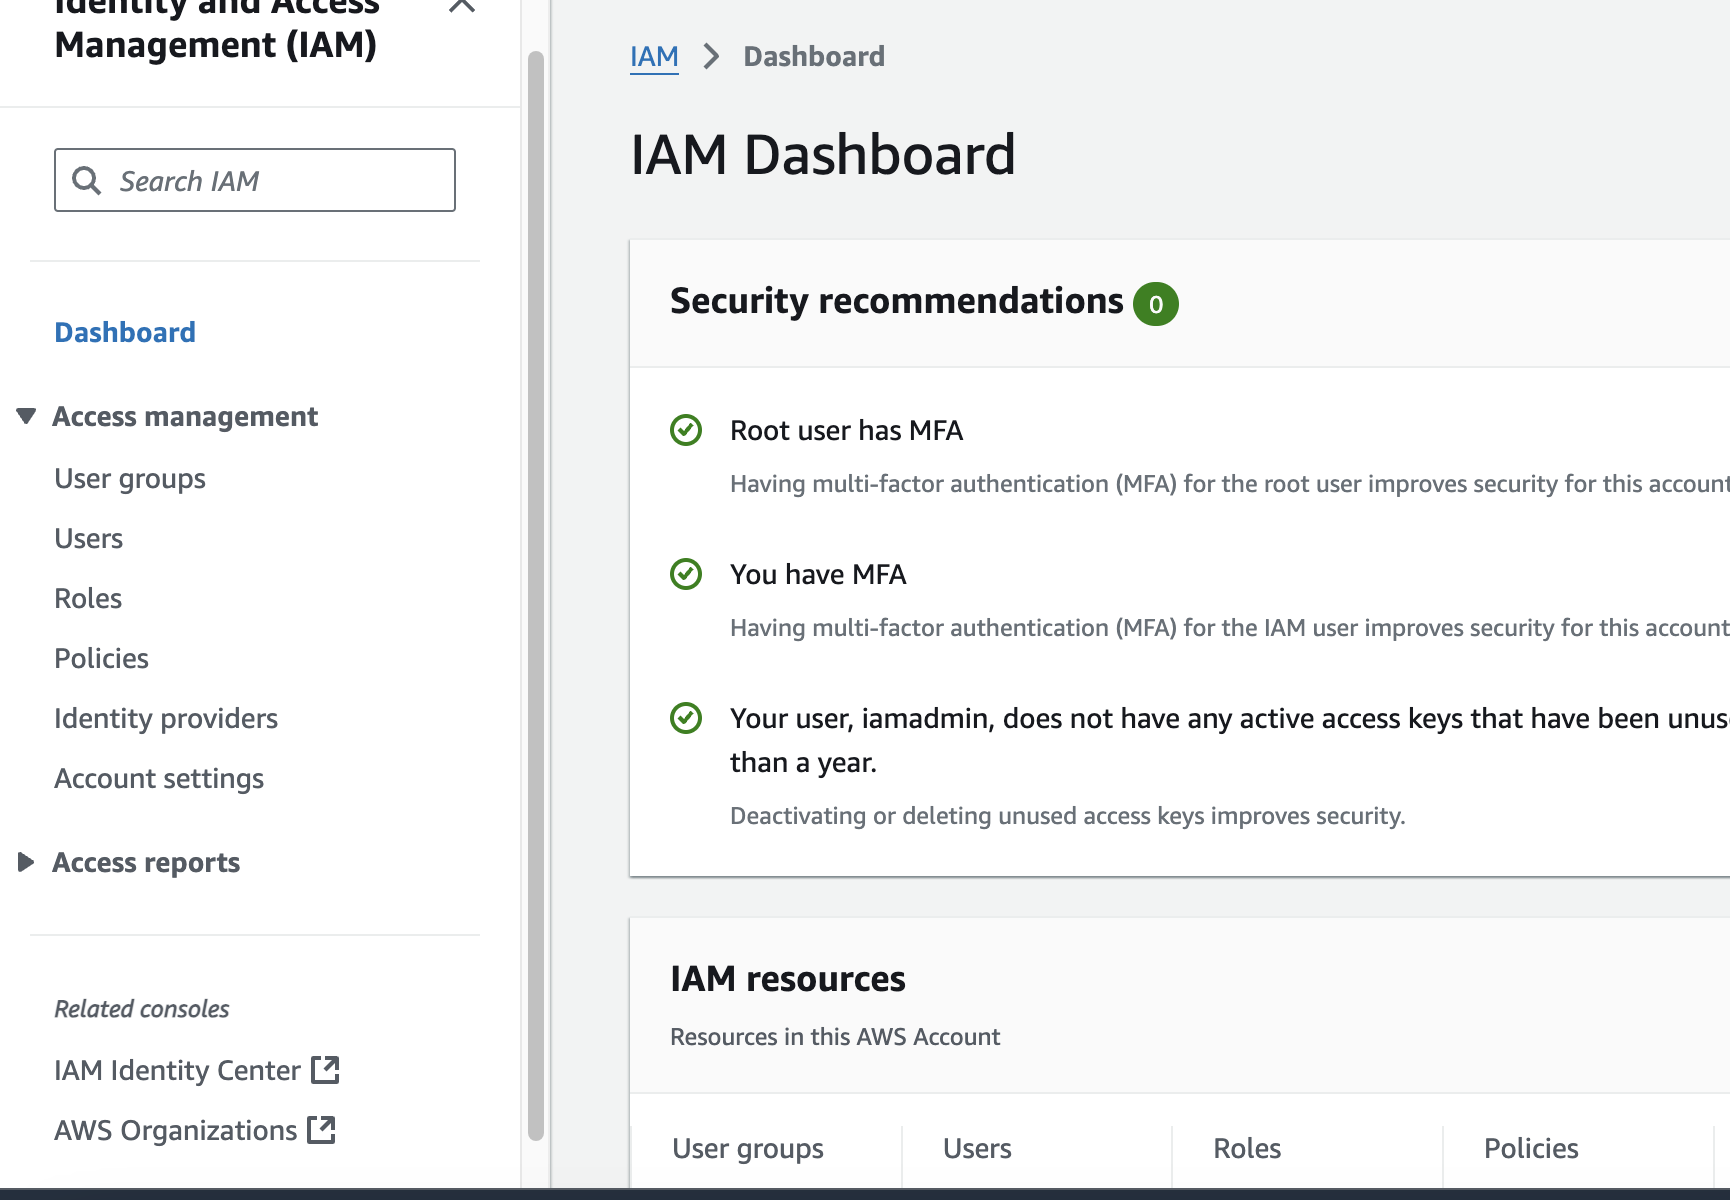 Identity and Access
Management (IAM)
Search IAM
Dashboard
Access management
User groups
Users
Roles
Policies
Identity providers
Account settings
Access reports
Related consoles
IAM Identity Center
AWS Organizations
IAM > Dashboard
IAM Dashboard
Security recommendations 0
Root user has MFA
Having multi-factor authentication (MFA) for the root user improves security for this account
You have MFA
Having multi-factor authentication (MFA) for the IAM user improves security for this account
Your user, iamadmin, does not have any active access keys that have been
than a year.
Deactivating or deleting unused access keys improves security.
IAM resources
Resources in this AWS Account
User groups Users Roles Policies